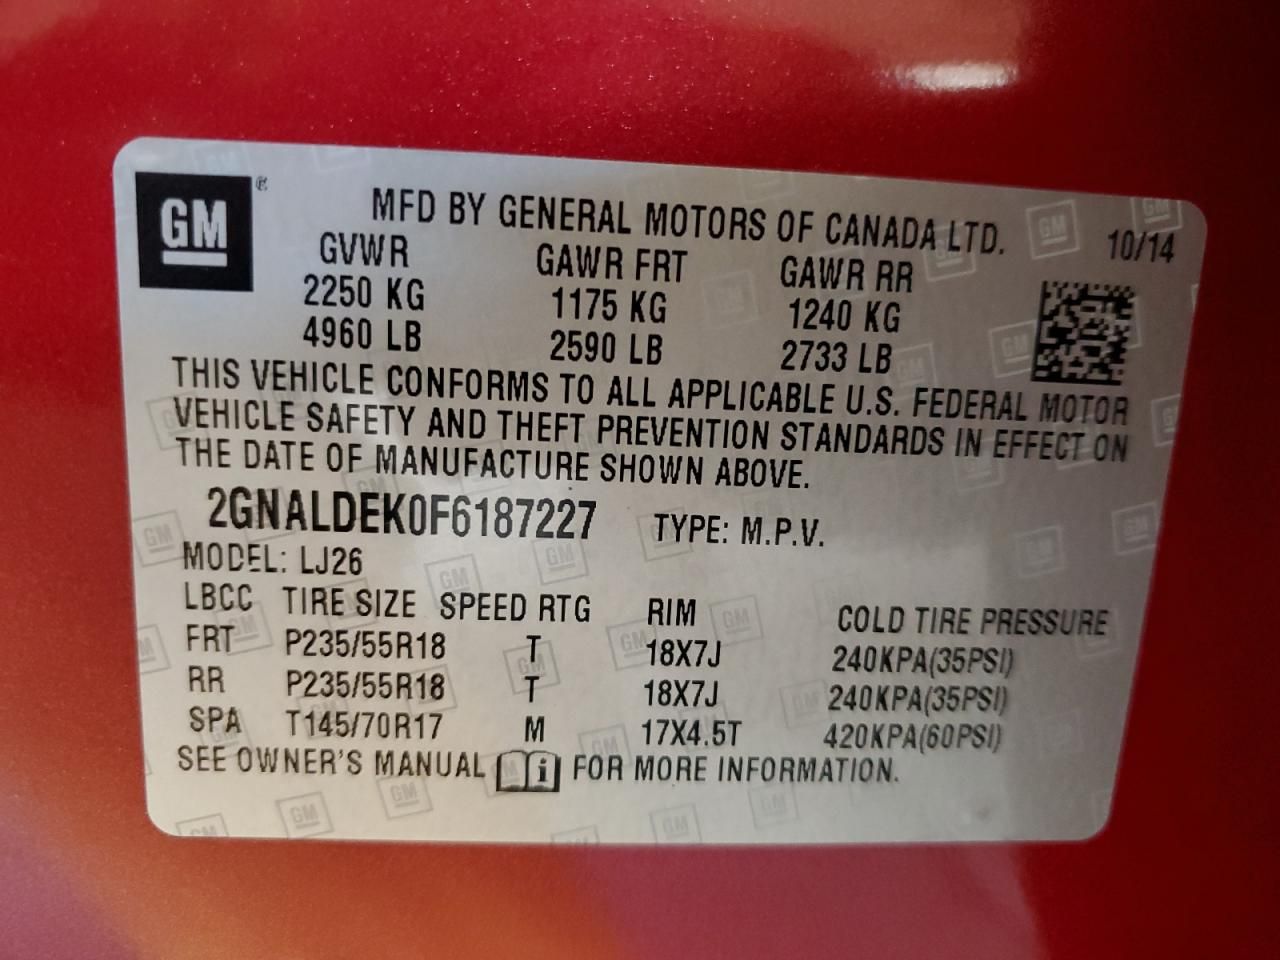 GM
MFD BY GENERAL MOTORS OF CANADA LTD.
10/14
GVWR GAWR FRT GAWR RR
2250 KG 1175 KG 1240 KG
4960 LB 2590 LB 2733 LB
THIS VEHICLE CONFORMS TO ALL APPLICABLE U.S. FEDERAL MOTOR
VEHICLE SAFETY AND THEFT PREVENTION STANDARDS IN EFFECT ON
THE DATE OF MANUFACTURE SHOWN ABOVE.
2GNALDEK0F6187227 TYPE: M.P.V.
MODEL: LJ26
LBCC TIRE SIZE SPEED RTG RIM COLD TIRE PRESSURE
FRT P235/55R18 T 18X7J 240KPA(35PSI)
RR P235/55R18 T 18X7J 240KPA(35PSI)
SPA T145/70R17 M 17X4.5T 420KPA(60PSI)
SEE OWNER'S MANUAL i FOR MORE INFORMATION.